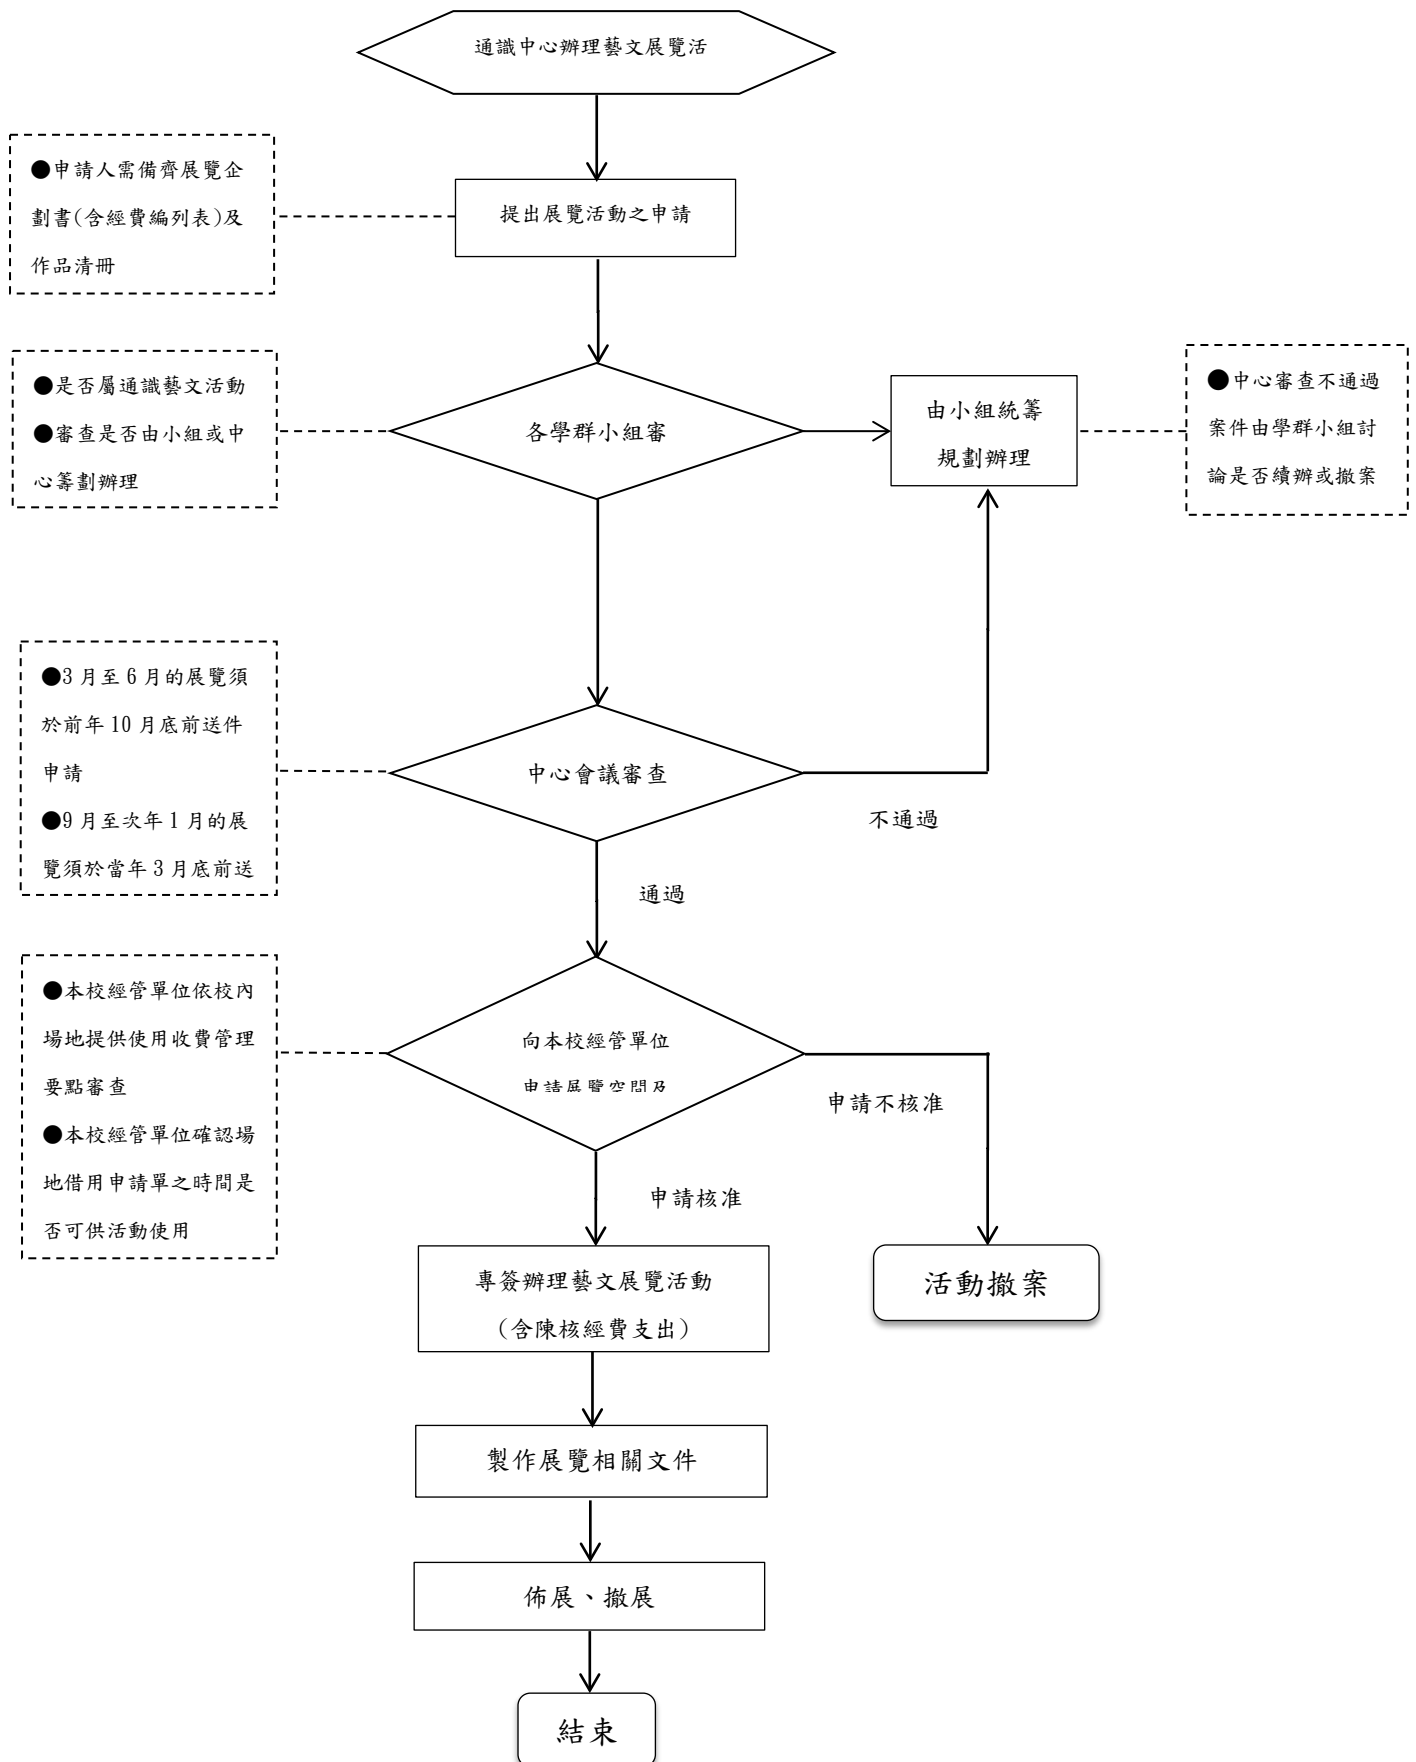 通識中心辦理藝文展覽活
●申請人需備齊展覽企
劃書(含經費編列表)及
作品清冊
提出展覽活動之申請
●是否屬通識藝文活動
●審查是否由小組或中
心籌劃辦理
各學群小組審
由小組統籌
規劃辦理
●中心審查不通過
案件由學群小組討
論是否續辦或撤案
●3 月至 6 月的展覽須
於前年 10 月底前送件
申請
●9 月至次年 1 月的展
覽須於當年 3 月底前送
中心會議審查
不通過
通過
●本校經管單位依校內
場地提供使用收費管理
要點審查
●本校經管單位確認場
地借用申請單之時間是
否可供活動使用
向本校經管單位
申請展覽空間及
申請不核准
申請核准
專簽辦理藝文展覽活動
(含陳核經費支出)
活動撤案
製作展覽相關文件
佈展、撤展
結束